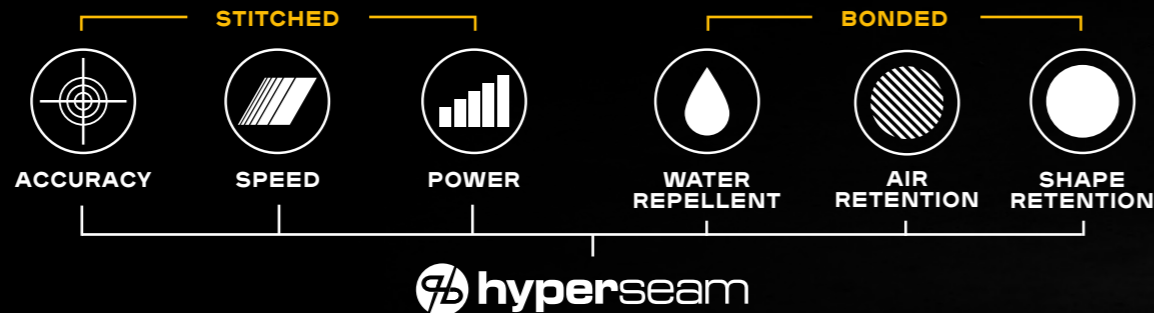 STITCHED
BONDED
ACCURACY
SPEED
POWER
WATER
REPELLENT
AIR
RETENTION
SHAPE
RETENTION
hyperseam